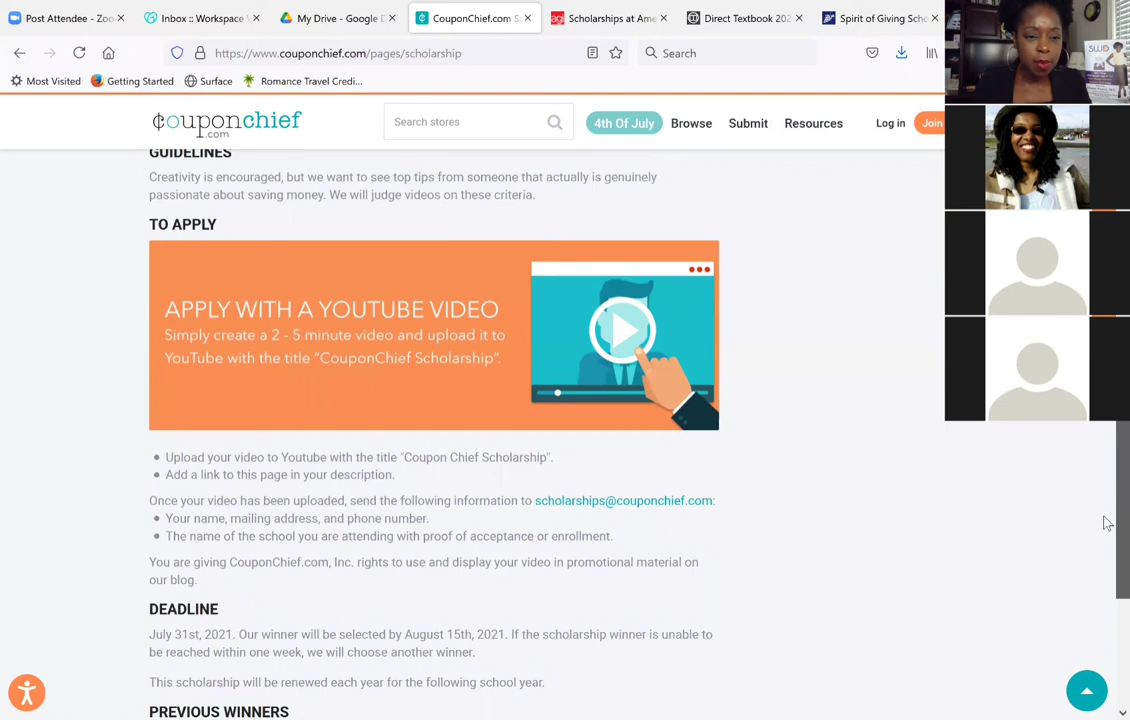 Post Attendee - Zoo
Inbox :: Workspace
My Drive - Google D
CouponChief.com S
Scholarships at Ame
Direct Textbook 202
Spirit of Giving Scho
https://www.couponchief.com/pages/scholarship
Search
Most Visited
Getting Started
Surface
Romance Travel Credi...
¢ouponchief
.com
Search stores
4th Of July
Browse
Submit
Resources
Log in
Join
GUIDELINES
Creativity is encouraged, but we want to see top tips from someone that actually is genuinely
passionate about saving money. We will judge videos on these criteria.
TO APPLY
APPLY WITH A YOUTUBE VIDEO
Simply create a 2 - 5 minute video and upload it to
YouTube with the title “CouponChief Scholarship”.
Upload your video to Youtube with the title "Coupon Chief Scholarship".
Add a link to this page in your description.
Once your video has been uploaded, send the following information to scholarships@couponchief.com:
Your name, mailing address, and phone number.
The name of the school you are attending with proof of acceptance or enrollment.
You are giving CouponChief.com, Inc. rights to use and display your video in promotional material on
our blog.
DEADLINE
July 31st, 2021. Our winner will be selected by August 15th, 2021. If the scholarship winner is unable to
be reached within one week, we will choose another winner.
This scholarship will be renewed each year for the following school year.
PREVIOUS WINNERS